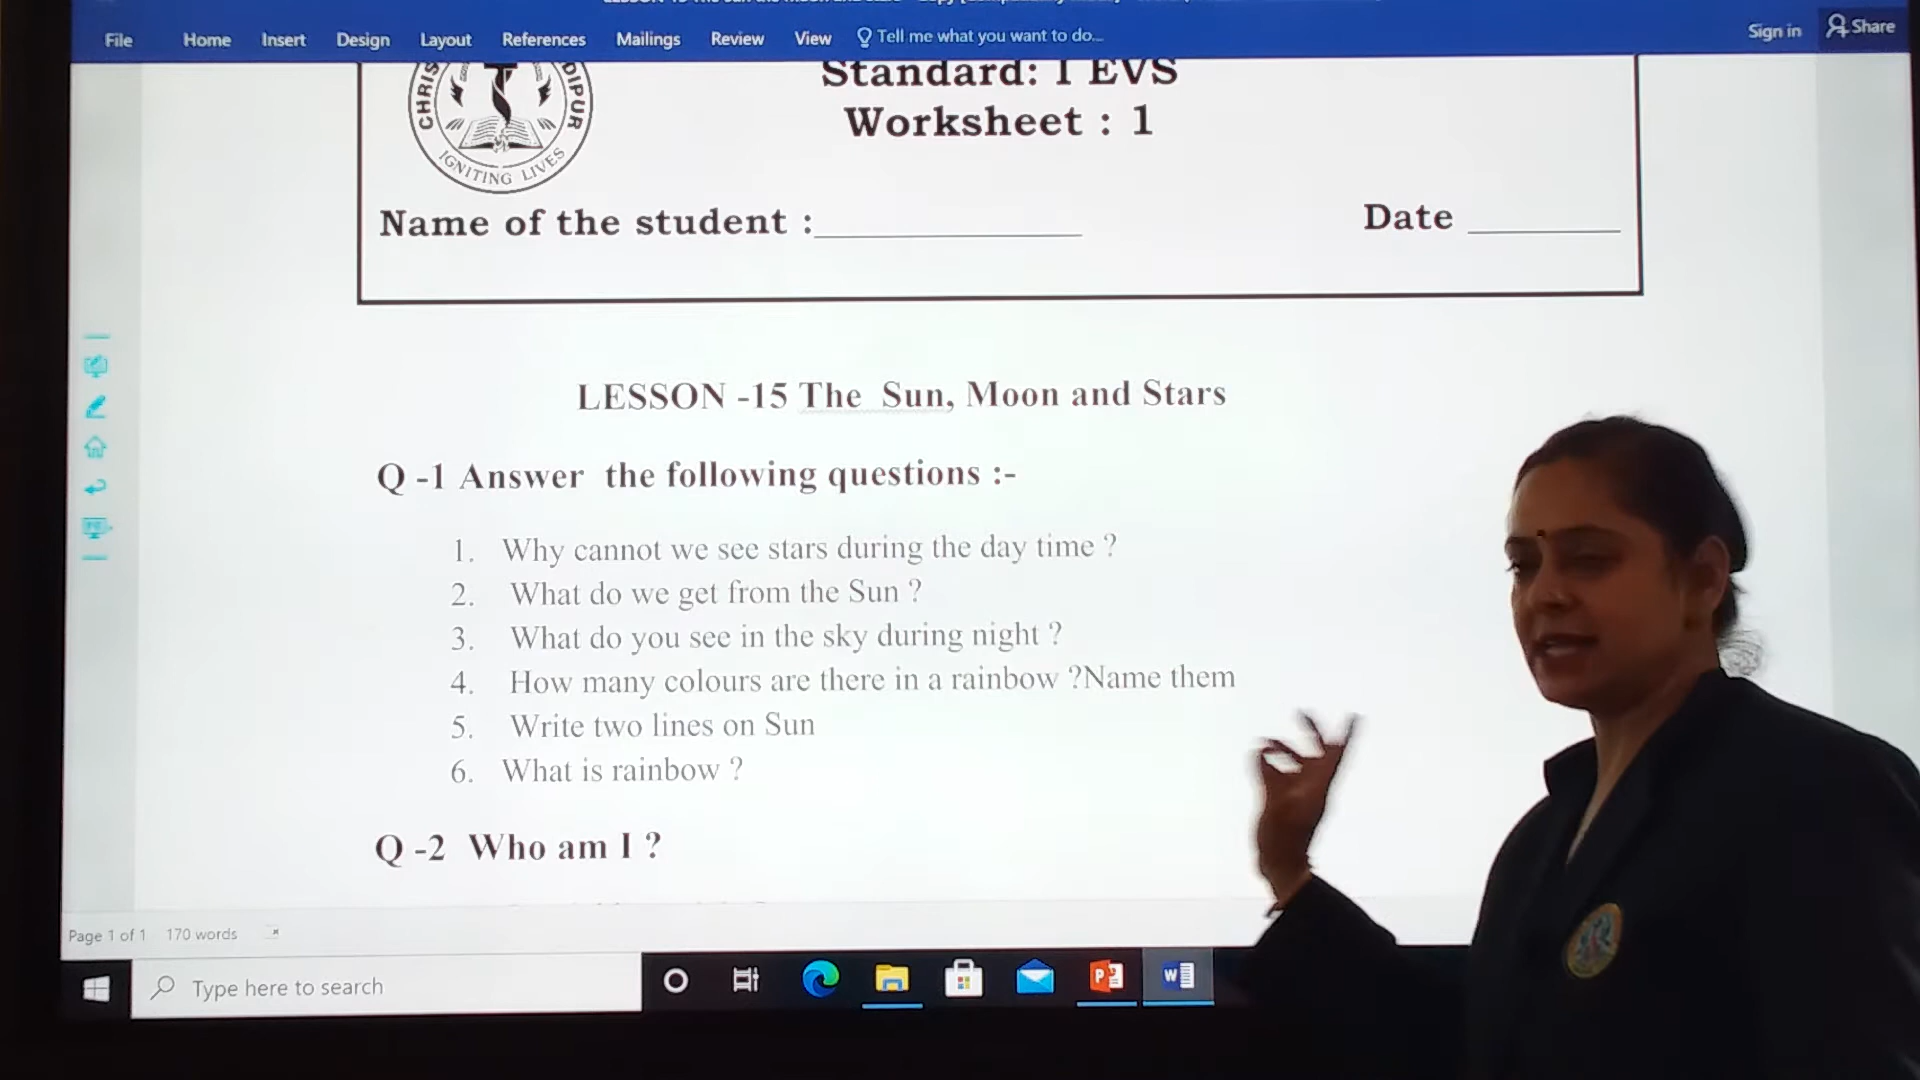 File Home Insert Design Layout References Mailings Review View Tell me what you want to do... Sign in Share
CHRIS DIPUR
IGNITING LIVES
Standard: I EVS
Worksheet : 1
Name of the student :______________ Date ________
LESSON -15 The Sun, Moon and Stars
Q -1 Answer the following questions :-
1. Why cannot we see stars during the day time ?
2. What do we get from the Sun ?
3. What do you see in the sky during night ?
4. How many colours are there in a rainbow ?Name them
5. Write two lines on Sun
6. What is rainbow ?
Q -2 Who am I ?
Page 1 of 1 170 words
Type here to search